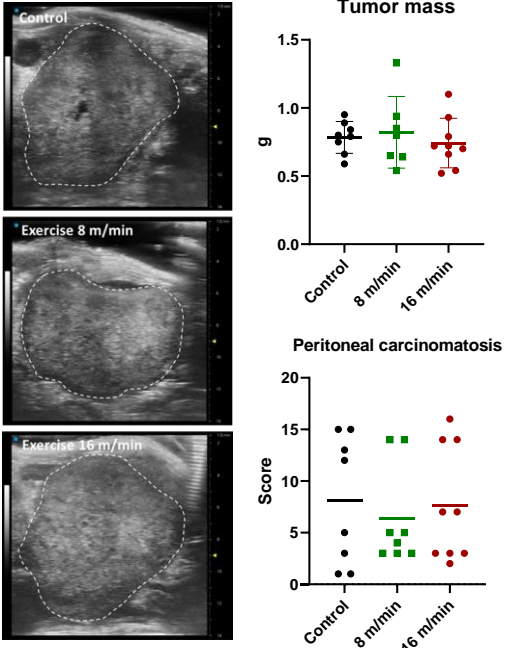 Control
Exercise 8 m/min
Exercise 16 m/min
Tumor mass
1.5
1.0
0.5
0.0
g
Control
8 m/min
16 m/min
Peritoneal carcinomatosis
20
15
10
5
0
Score
Control
8 m/min
16 m/min